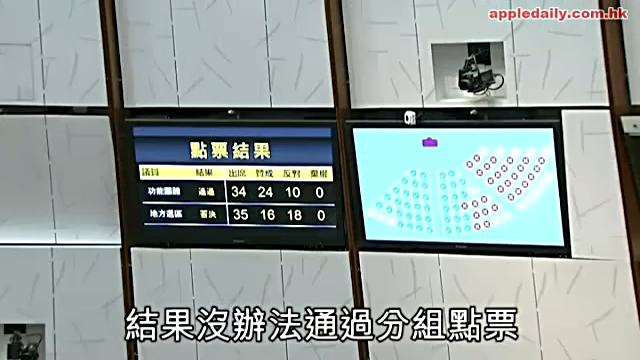 appledaily.com.hk
點票結果
議員 結果 出席 贊成 反對 棄權
功能團體 通過 34 24 10 0
地方選區 否決 35 16 18 0
結果沒辦法通過分組點票